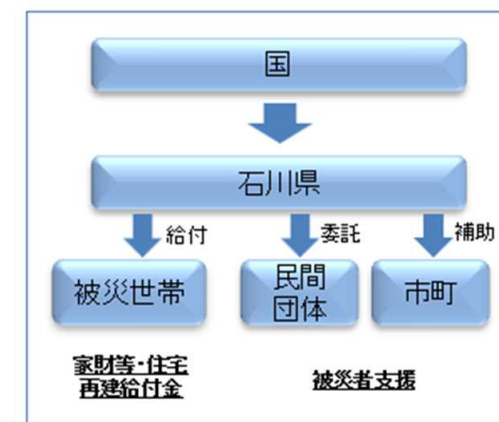 国
石川県
給付
委託
補助
被災世帯
民間
団体
市町
家財等・住宅
再建給付金
被災者支援